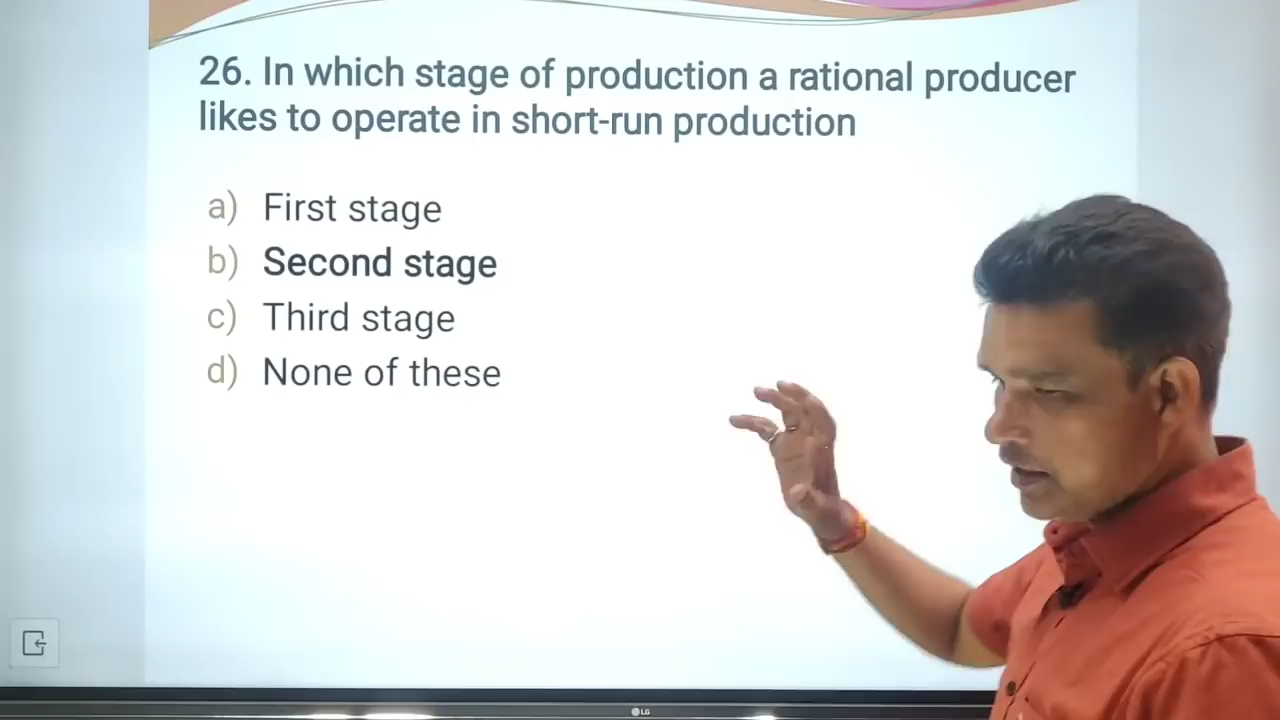 26. In which stage of production a rational producer
likes to operate in short-run production
a) First stage
b) Second stage
c) Third stage
d) None of these
LG